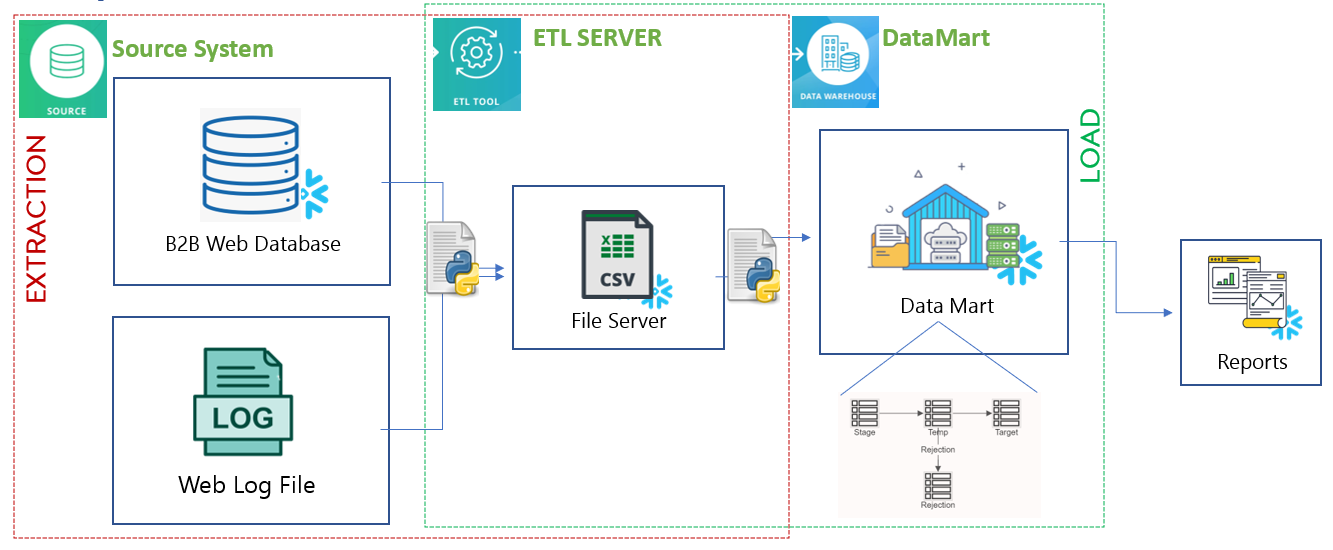 Source System
SOURCE
EXTRACTION
B2B Web Database
LOG
Web Log File
ETL SERVER
ETL TOOL
CSV
File Server
DataMart
DATA WAREHOUSE
LOAD
Data Mart
Stage
Temp
Target
Rejection
Rejection
Reports